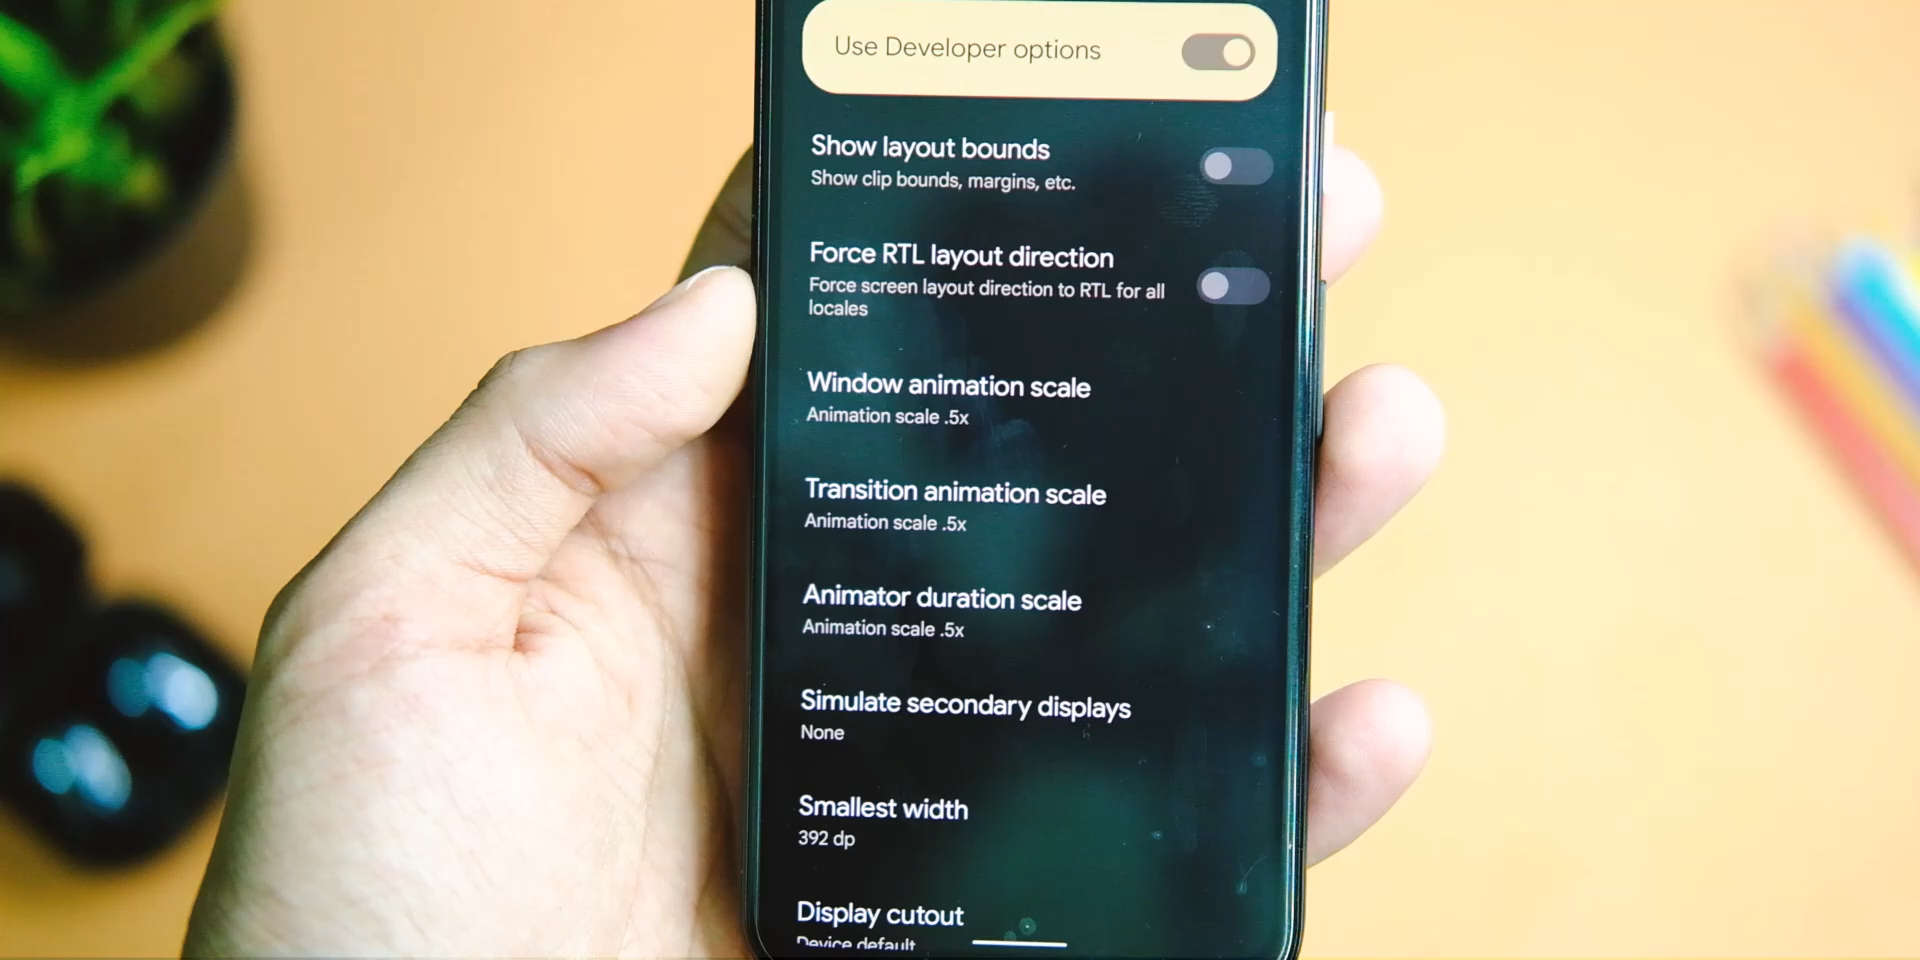 Use Developer options
Show layout bounds
Show clip bounds, margins, etc.
Force RTL layout direction
Force screen layout direction to RTL for all
locales
Window animation scale
Animation scale .5x
Transition animation scale
Animation scale .5x
Animator duration scale
Animation scale .5x
Simulate secondary displays
None
Smallest width
392 dp
Display cutout
Device default